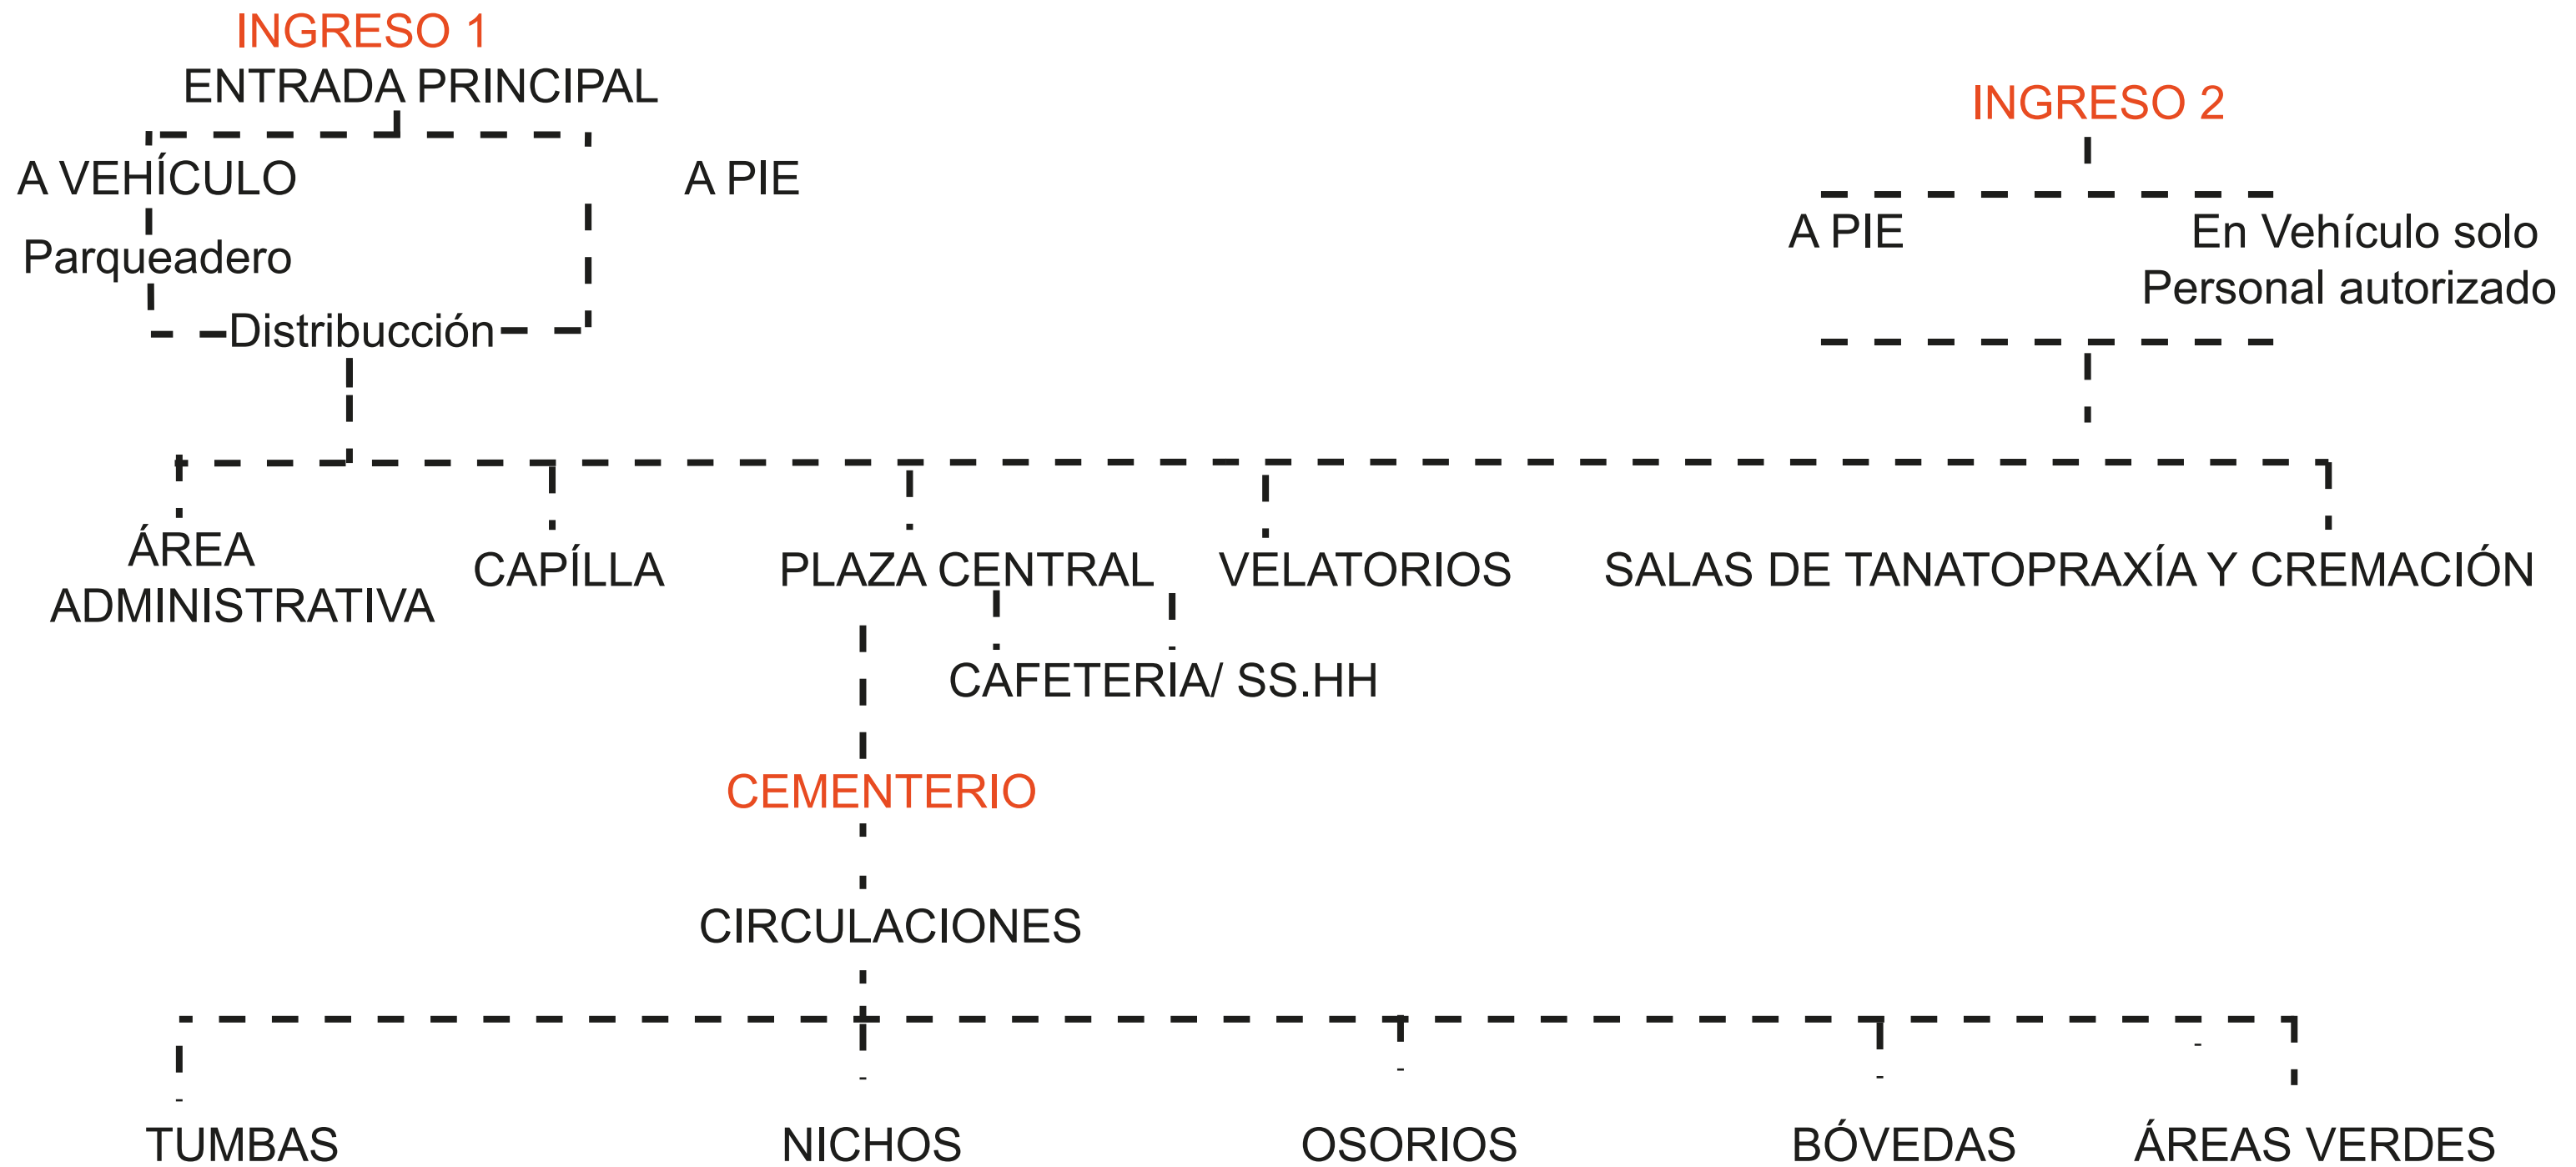 INGRESO 1
ENTRADA PRINCIPAL
INGRESO 2
A VEHÍCULO
A PIE
A PIE
En Vehículo solo
Personal autorizado
Parqueadero
Distribucción
ÁREA
ADMINISTRATIVA
CAPÍLLA
PLAZA CENTRAL
VELATORIOS
SALAS DE TANATOPRAXÍA Y CREMACIÓN
CAFETERIA/ SS.HH
CEMENTERIO
CIRCULACIONES
TUMBAS
NICHOS
OSORIOS
BÓVEDAS
ÁREAS VERDES